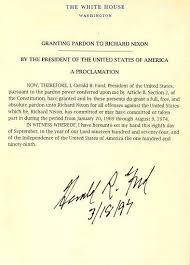 THE WHITE HOUSE
WASHINGTON
GRANTING PARDON TO RICHARD NIXON
BY THE PRESIDENT OF THE UNITED STATES OF AMERICA
A PROCLAMATION
NOW, THEREFORE, I, Gerald R. Ford, President of the United States,
pursuant to the pardon power conferred upon me by Article II, Section 2, of
the Constitution, have granted and by these presents do grant a full, free, and
absolute pardon unto Richard Nixon for all offenses against the United States
which he, Richard Nixon, has committed or may have committed or taken
part in during the period from January 20, 1969 through August 9, 1974.
IN WITNESS WHEREOF, I have hereunto set my hand this eighth day
of September, in the year of our Lord nineteen hundred and seventy-four, and
of the Independence of the United States of America the one hundred and
ninety-ninth.
Gerald R. Ford